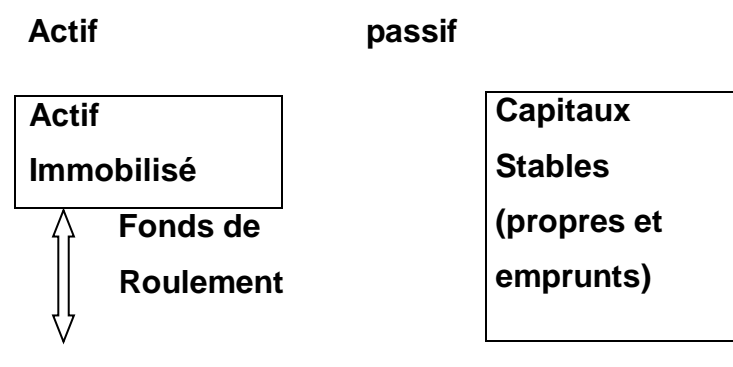 Actif passif
Actif
Immobilisé
Fonds de
Roulement
Capitaux
Stables
(propres et
emprunts)